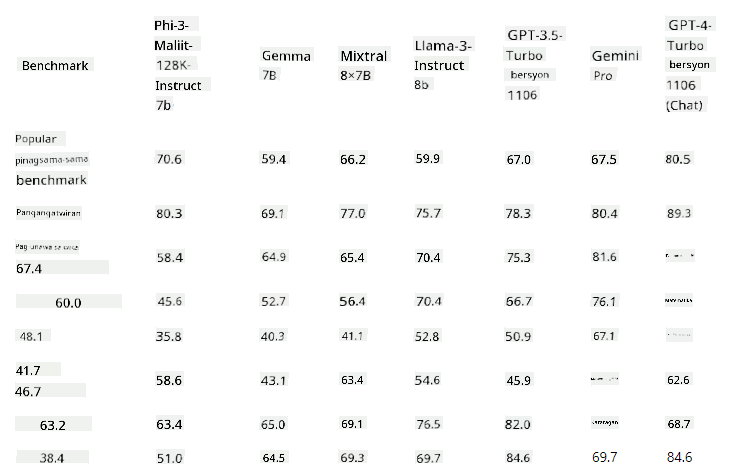 Benchmark
Phi-3-
Maliit-
128K-
Instruct
7b
Gemma
7B
Mixtral
8×7B
Llama-3-
Instruct
8b
GPT-3.5-
Turbo
bersyon
1106
Gemini
Pro
GPT-4-
Turbo
bersyon
1106
(Chat)
Popular
pinagsama-sama
benchmark
70.6 59.4 66.2 59.9 67.0 67.5 80.5
Pangangatwiran 80.3 69.1 77.0 75.7 78.3 80.4 89.3
Pag-unawa sa wika
67.4
58.4 64.9 65.4 70.4 75.3 81.6
60.0 45.6 52.7 56.4 70.4 66.7 76.1
48.1 35.8 40.3 41.1 52.8 50.9 67.1
41.7
46.7
58.6 43.1 63.4 54.6 45.9 62.6
63.2 63.4 65.0 69.1 76.5 82.0 68.7
38.4 51.0 64.5 69.3 69.7 84.6 69.7 84.6